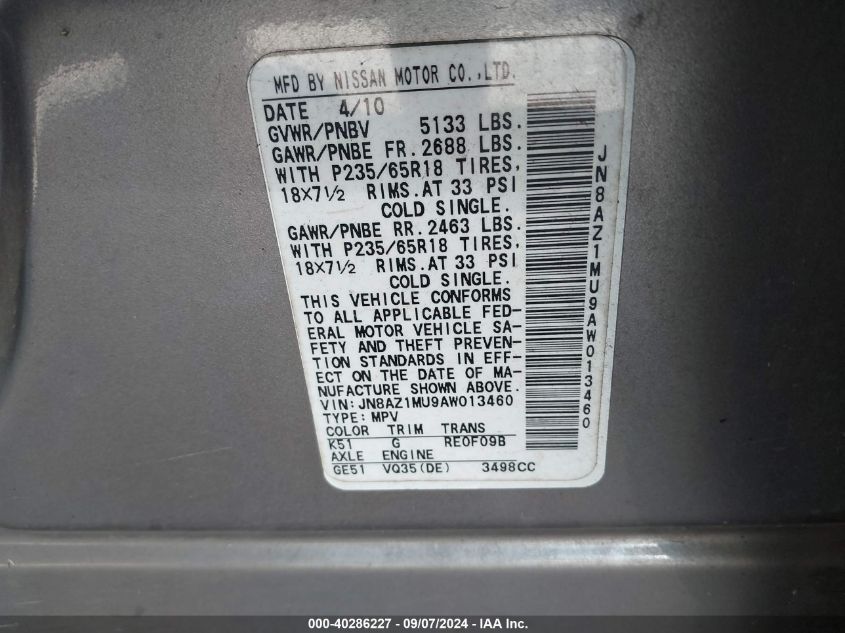 MFD BY NISSAN MOTOR CO.,LTD.
DATE 4/10
GVWR/PNBV 5133 LBS.
GAWR/PNBE FR.2688 LBS.
WITH P235/65R18 TIRES,
18X7½ RIMS.AT 33 PSI
COLD SINGLE.
GAWR/PNBE RR.2463 LBS.
WITH P235/65R18 TIRES,
18X7½ RIMS.AT 33 PSI
COLD SINGLE.
THIS VEHICLE CONFORMS
TO ALL APPLICABLE FED-
ERAL MOTOR VEHICLE SA-
FETY AND THEFT PREVEN-
TION STANDARDS IN EFF-
ECT ON THE DATE OF MA-
NUFACTURE SHOWN ABOVE.
VIN:JN8AZ1MU9AW013460
TYPE:MPV
COLOR TRIM TRANS
K51 G RE0F09B
AXLE ENGINE
GE51 VQ35(DE) 3498CC
JN8AZ1MU9AW013460
000-40286227 - 09/07/2024 - IAA Inc.